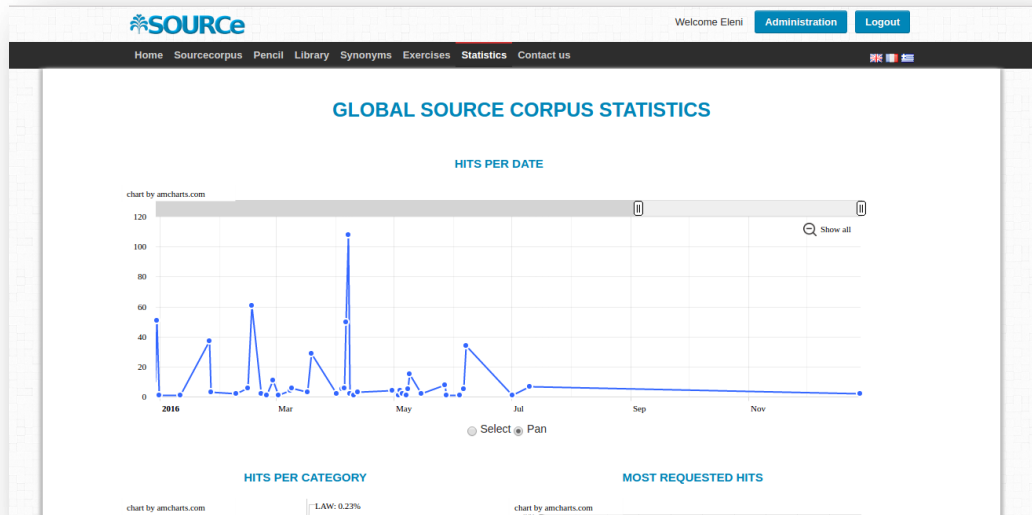 SOURCe
Welcome Eleni
Administration
Logout
Home Sourcecorpus Pencil Library Synonyms Exercises Statistics Contact us
GLOBAL SOURCE CORPUS STATISTICS
HITS PER DATE
chart by amcharts.com
Show all
120
100
80
60
40
20
0
2016 Mar May Jul Sep Nov
Select Pan
HITS PER CATEGORY
MOST REQUESTED HITS
chart by amcharts.com
LAW: 0.23%
chart by amcharts.com